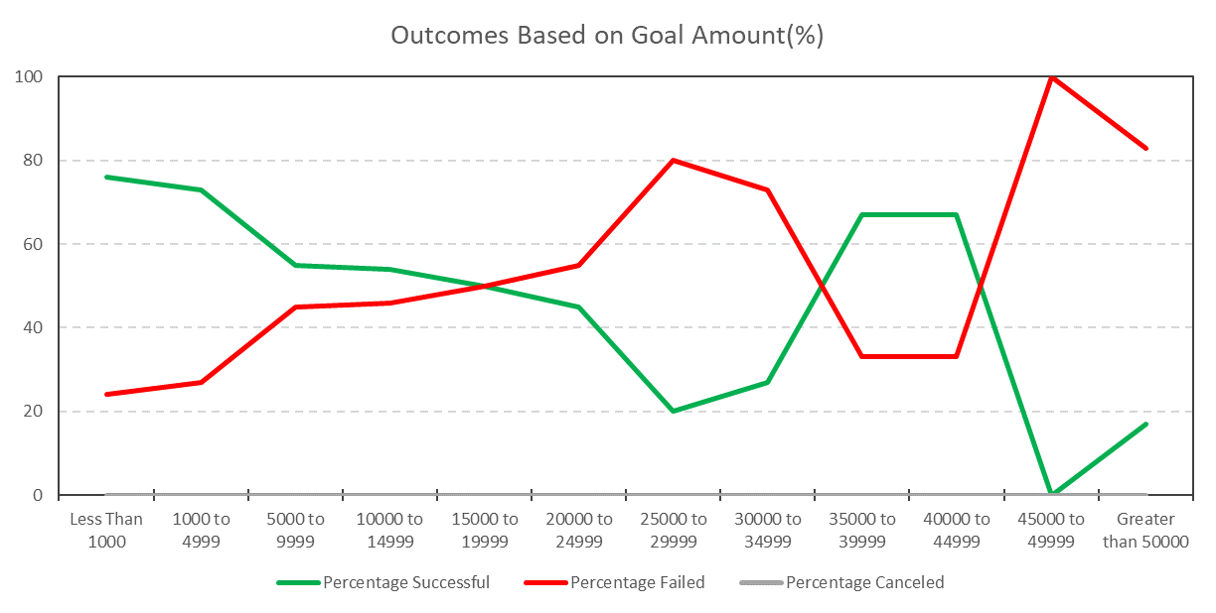 Outcomes Based on Goal Amount(%)
100
80
60
40
20
0
Less Than 1000
1000 to 4999
5000 to 9999
10000 to 14999
15000 to 19999
20000 to 24999
25000 to 29999
30000 to 34999
35000 to 39999
40000 to 44999
45000 to 49999
Greater than 50000
Percentage Successful
Percentage Failed
Percentage Canceled